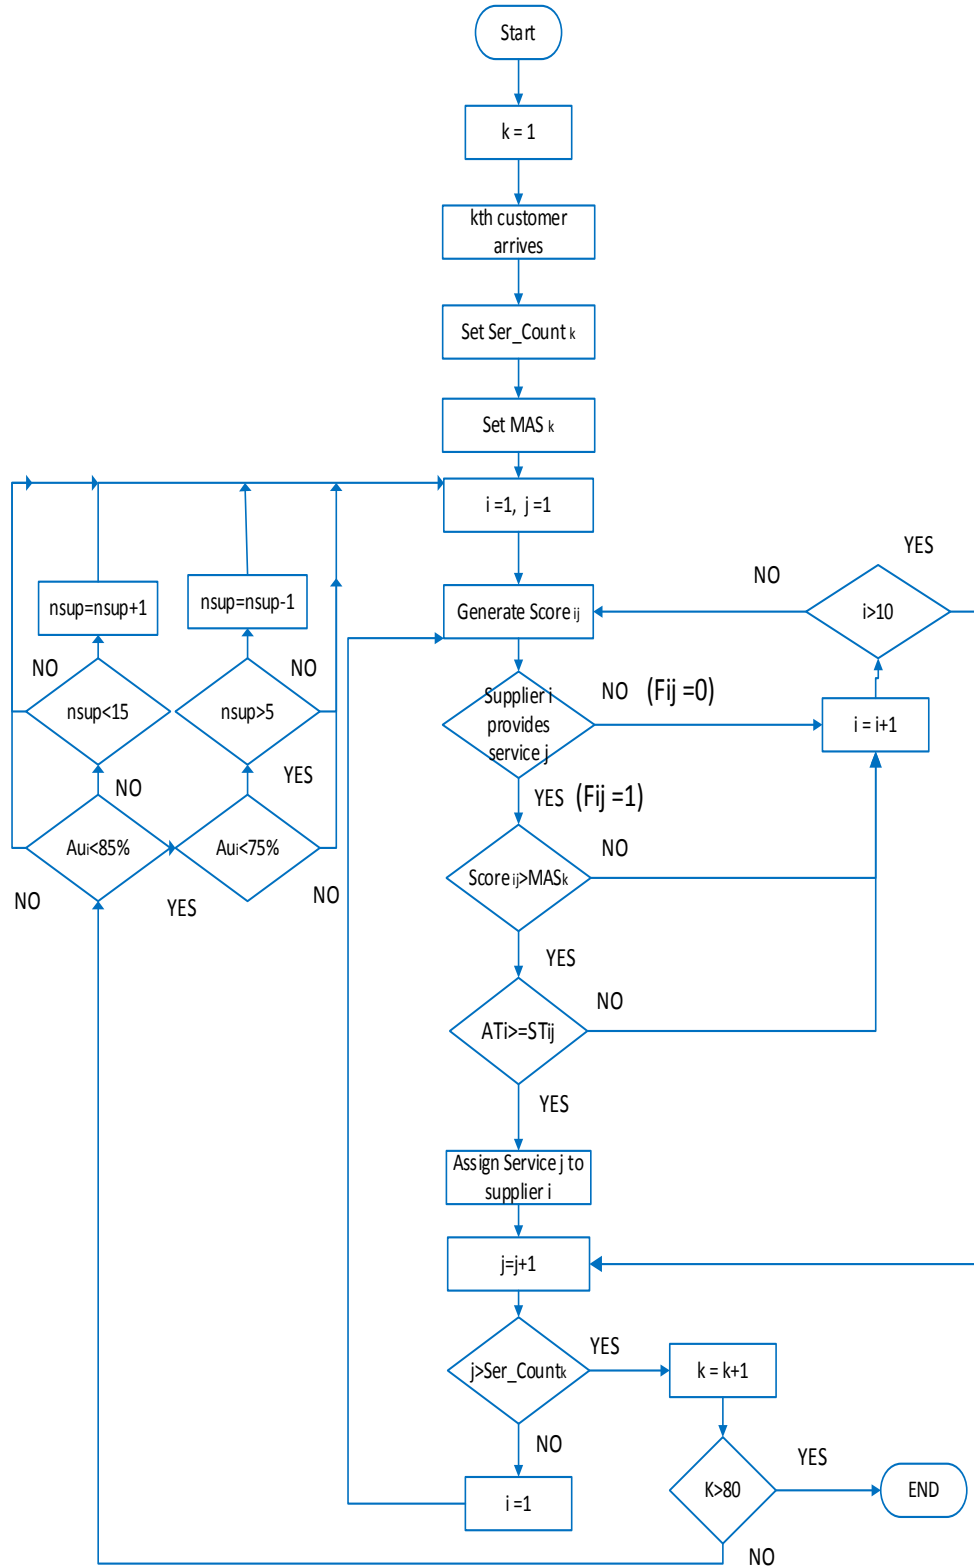 Start
k = 1
kth customer
arrives
Set Ser_Count k
Set MAS k
i =1, j =1
YES
NO
nsup=nsup+1
nsup=nsup-1
Generate Score ij
i>10
NO
NO
Supplier i
provides
service j
NO (Fij =0)
nsup<15
nsup>5
i = i+1
NO
YES
YES (Fij =1)
Aui<85%
Aui<75%
NO
Score ij>MASk
NO
YES
NO
YES
NO
ATi>=STij
YES
Assign Service j to
supplier i
j=j+1
YES
j>Ser_Countk
k = k+1
NO
YES
i =1
K>80
END
NO